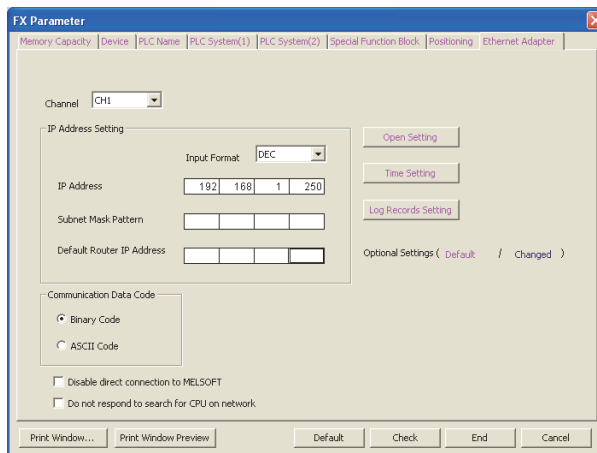 FX Parameter
Memory Capacity Device PLC Name PLC System(1) PLC System(2) Special Function Block Positioning Ethernet Adapter
Channel CH1
IP Address Setting
Input Format DEC
IP Address 192 168 1 250
Subnet Mask Pattern
Default Router IP Address
Open Setting
Time Setting
Log Records Setting
Optional Settings ( Default / Changed )
Communication Data Code
Binary Code
ASCII Code
Disable direct connection to MELSOFT
Do not respond to search for CPU on network
Print Window... Print Window Preview Default Check End Cancel